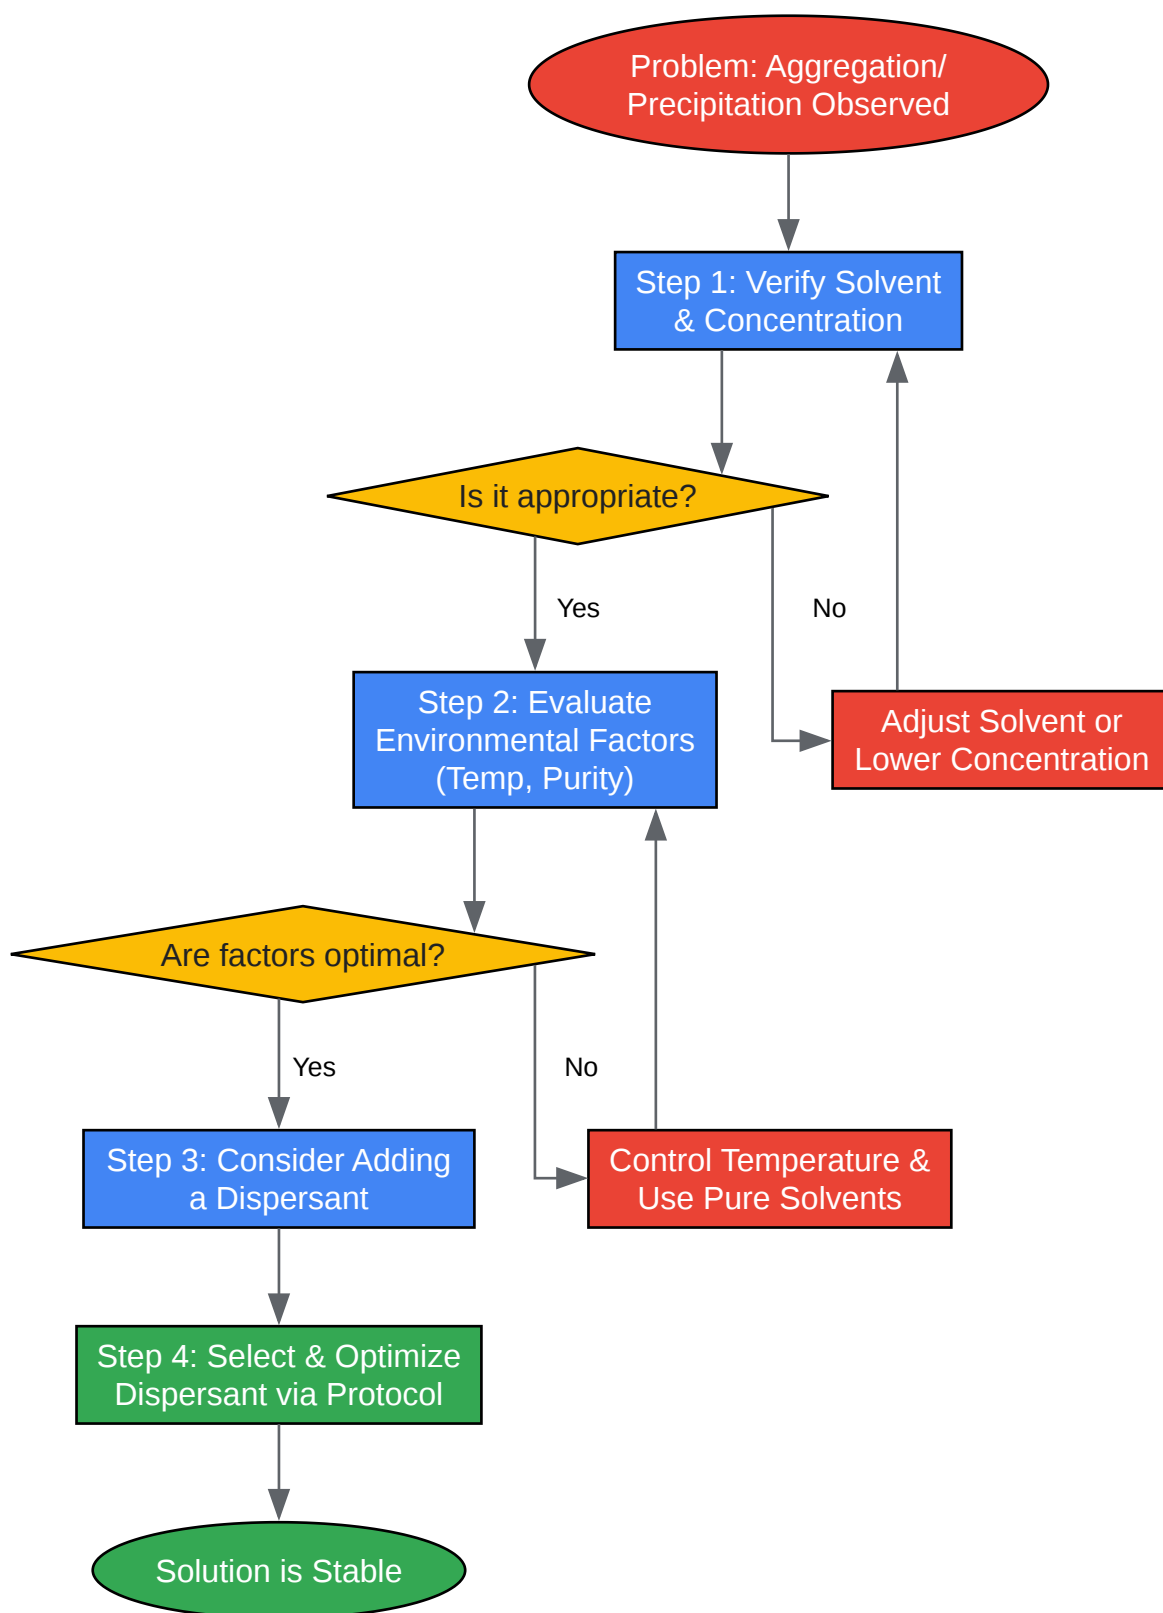 Problem: Aggregation/
Precipitation Observed
Step 1: Verify Solvent
& Concentration
Is it appropriate?
Yes
No
Step 2: Evaluate
Environmental Factors
(Temp, Purity)
Adjust Solvent or
Lower Concentration
Are factors optimal?
Yes
No
Step 3: Consider Adding
a Dispersant
Control Temperature &
Use Pure Solvents
Step 4: Select & Optimize
Dispersant via Protocol
Solution is Stable